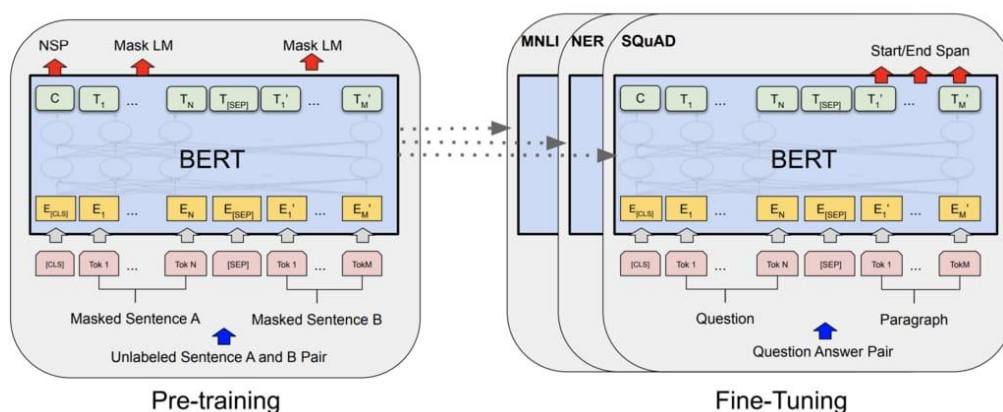 NSP Mask LM Mask LM
C T1 ... TN T[SEP] T1' ... TM'
BERT
E[CLS] E1 ... EN E[SEP] E1' ... EM'
[CLS] Tok 1 ... Tok N [SEP] Tok 1 ... TokM
Masked Sentence A Masked Sentence B
Unlabeled Sentence A and B Pair
Pre-training
MNLI NER SQuAD
Start/End Span
C T1 ... TN T[SEP] T1' ... TM'
BERT
E[CLS] E1 ... EN E[SEP] E1' ... EM'
[CLS] Tok 1 ... Tok N [SEP] Tok 1 ... TokM
Question Paragraph
Question Answer Pair
Fine-Tuning